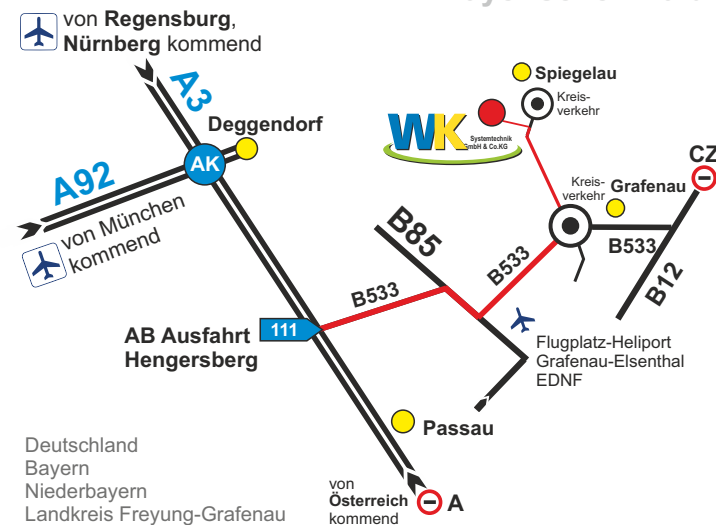 von Regensburg,
Nürnberg kommend
A3
Spiegelau
Kreis-
verkehr
WK
Systemtechnik
GmbH & Co.KG
Deggendorf
AK
A92
von München
kommend
CZ
Kreis-
verkehr
Grafenau
B85
B533
B533
B12
B533
AB Ausfahrt
Hengersberg
111
Flugplatz-Heliport
Grafenau-Elsenthal
EDNF
Passau
Deutschland
Bayern
Niederbayern
Landkreis Freyung-Grafenau
von
Österreich
kommend
A